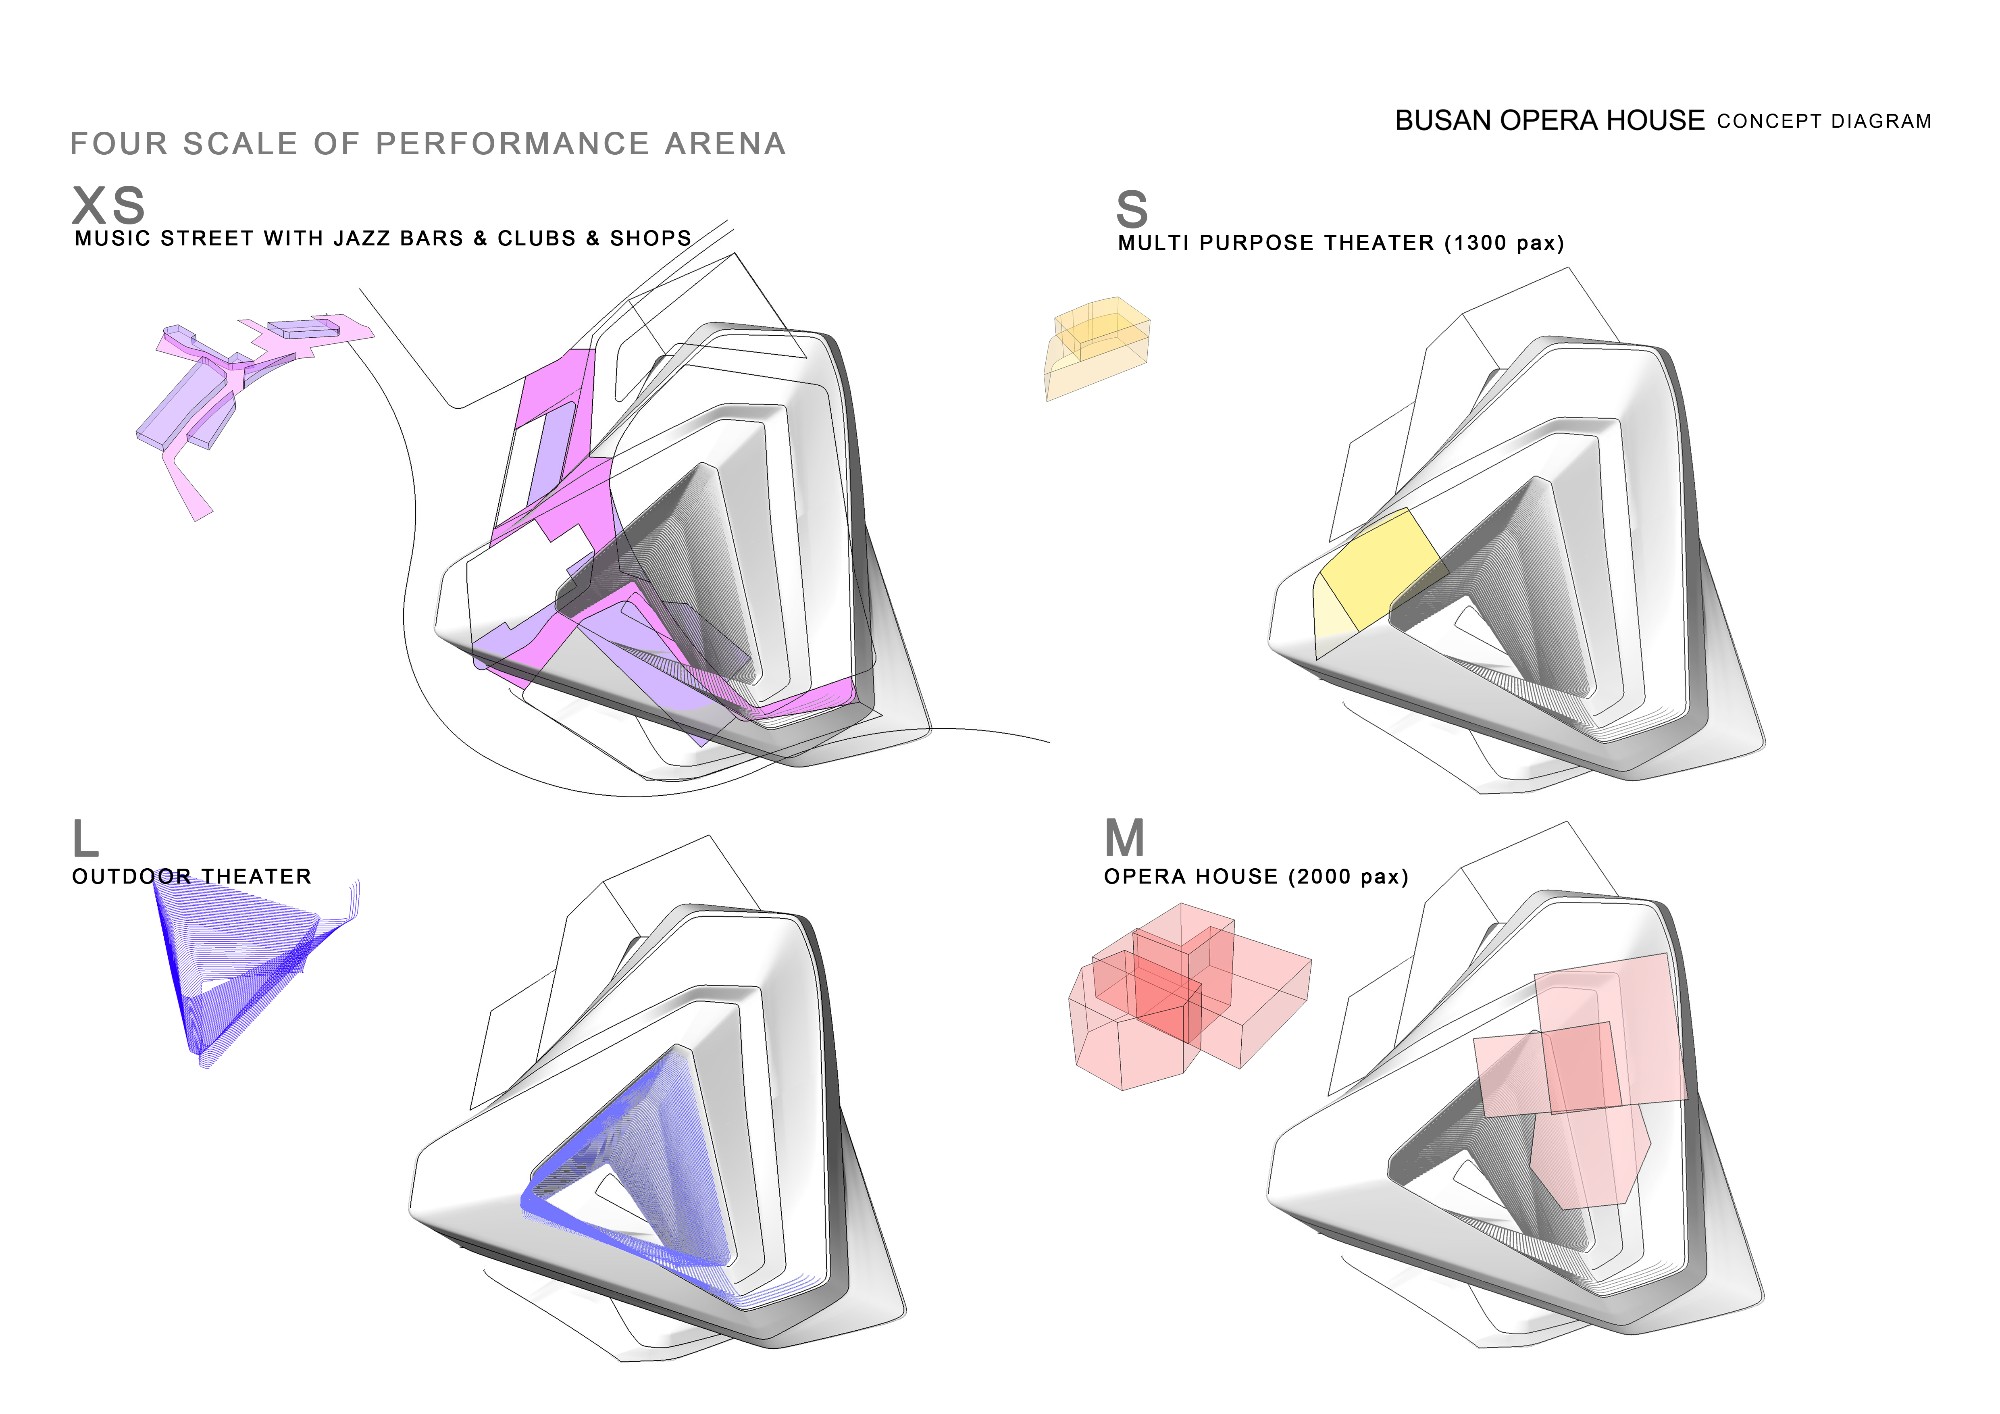 BUSAN OPERA HOUSE CONCEPT DIAGRAM
FOUR SCALE OF PERFORMANCE ARENA
XS
MUSIC STREET WITH JAZZ BARS & CLUBS & SHOPS
S
MULTI PURPOSE THEATER (1300 pax)
L
OUTDOOR THEATER
M
OPERA HOUSE (2000 pax)